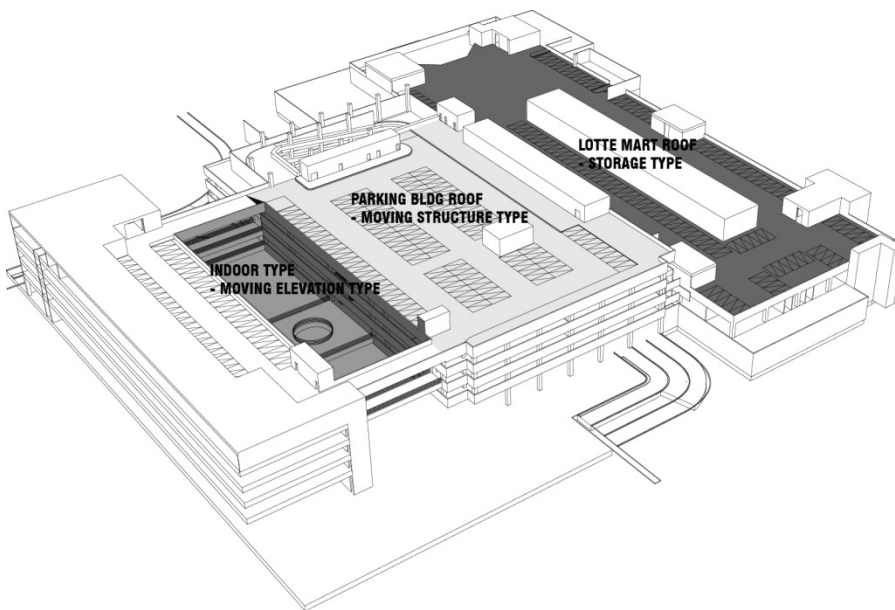 LOTTE MART ROOF
- STORAGE TYPE
PARKING BLDG ROOF
- MOVING STRUCTURE TYPE
INDOOR TYPE
- MOVING ELEVATION TYPE